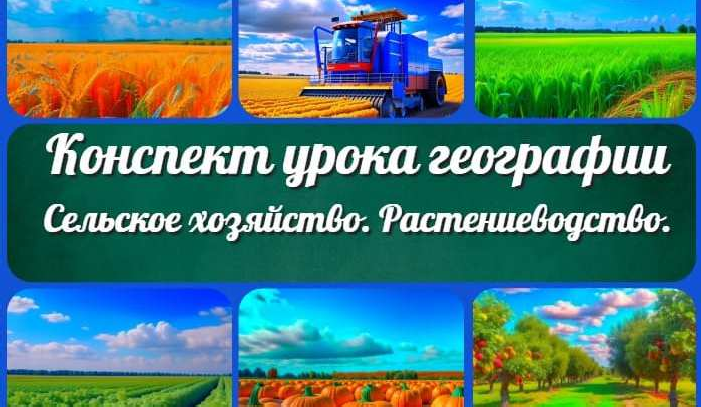 Конспект урока географии
Сельское хозяйство. Растениеводство.